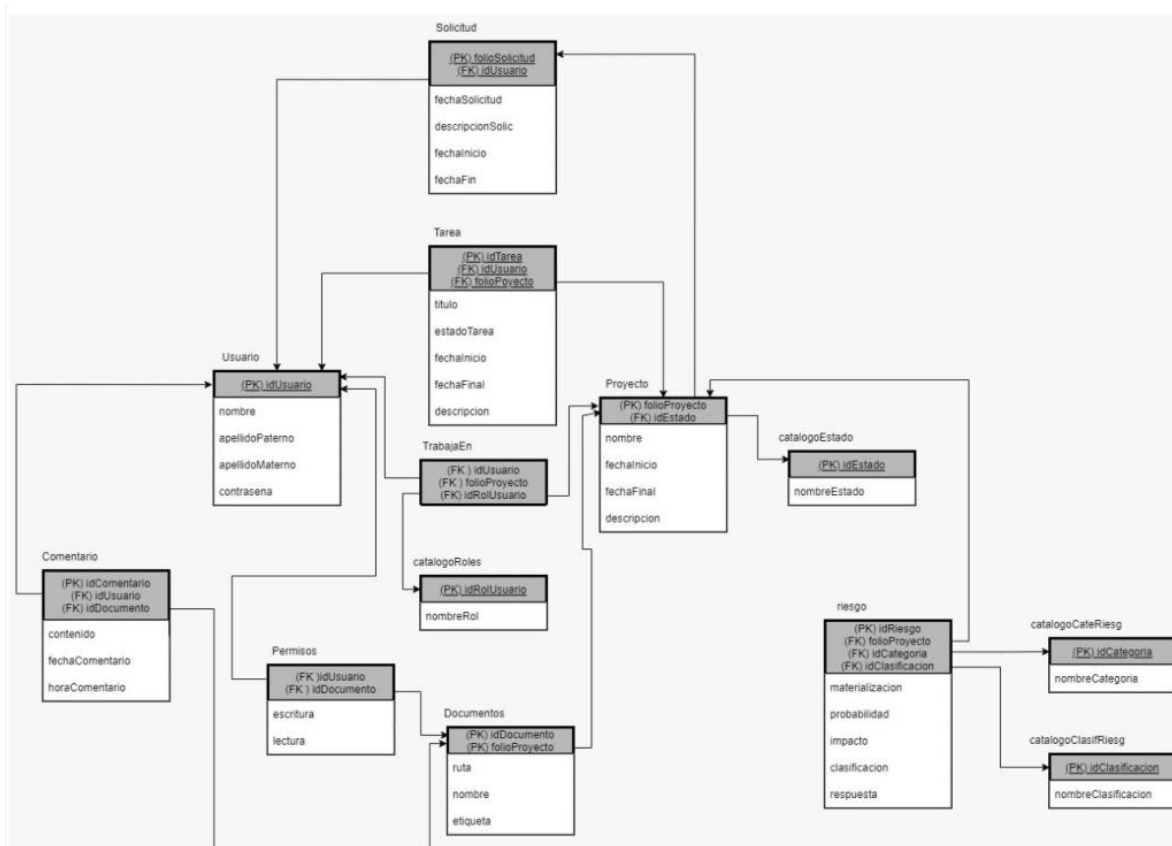 Solicitud
(PK) folioSolicitud
(FK) idUsuario
fechaSolicitud
descripcionSolic
fechaInicio
fechaFin
Tarea
(PK) idTarea
(FK) idUsuario
(FK) folioPoyecto
titulo
estadoTarea
fechaInicio
fechaFinal
descripcion
Usuario
(PK) idUsuario
nombre
apellidoPaterno
apellidoMaterno
contrasena
Proyecto
(PK) folioProyecto
(FK) idEstado
nombre
fechaInicio
fechaFinal
descripcion
catalogoEstado
(PK) idEstado
nombreEstado
TrabajaEn
(FK ) idUsuario
(FK ) folioProyecto
(FK) idRolUsuario
Comentario
(PK) idComentario
(FK) idUsuario
(FK) idDocumento
contenido
fechaComentario
horaComentario
catalogoRoles
(PK) idRolUsuario
nombreRol
Permisos
(FK )idUsuario
(FK ) idDocumento
escritura
lectura
Documentos
(PK) idDocumento
(PK) folioProyecto
ruta
nombre
etiqueta
riesgo
(PK) idRiesgo
(FK) folioProyecto
(FK) idCategoria
(FK) idClasificacion
materializacion
probabilidad
impacto
clasificacion
respuesta
catalogoCateRiesg
(PK) idCategoria
nombreCategoria
catalogoClasifRiesg
(PK) idClasificacion
nombreClasificacion